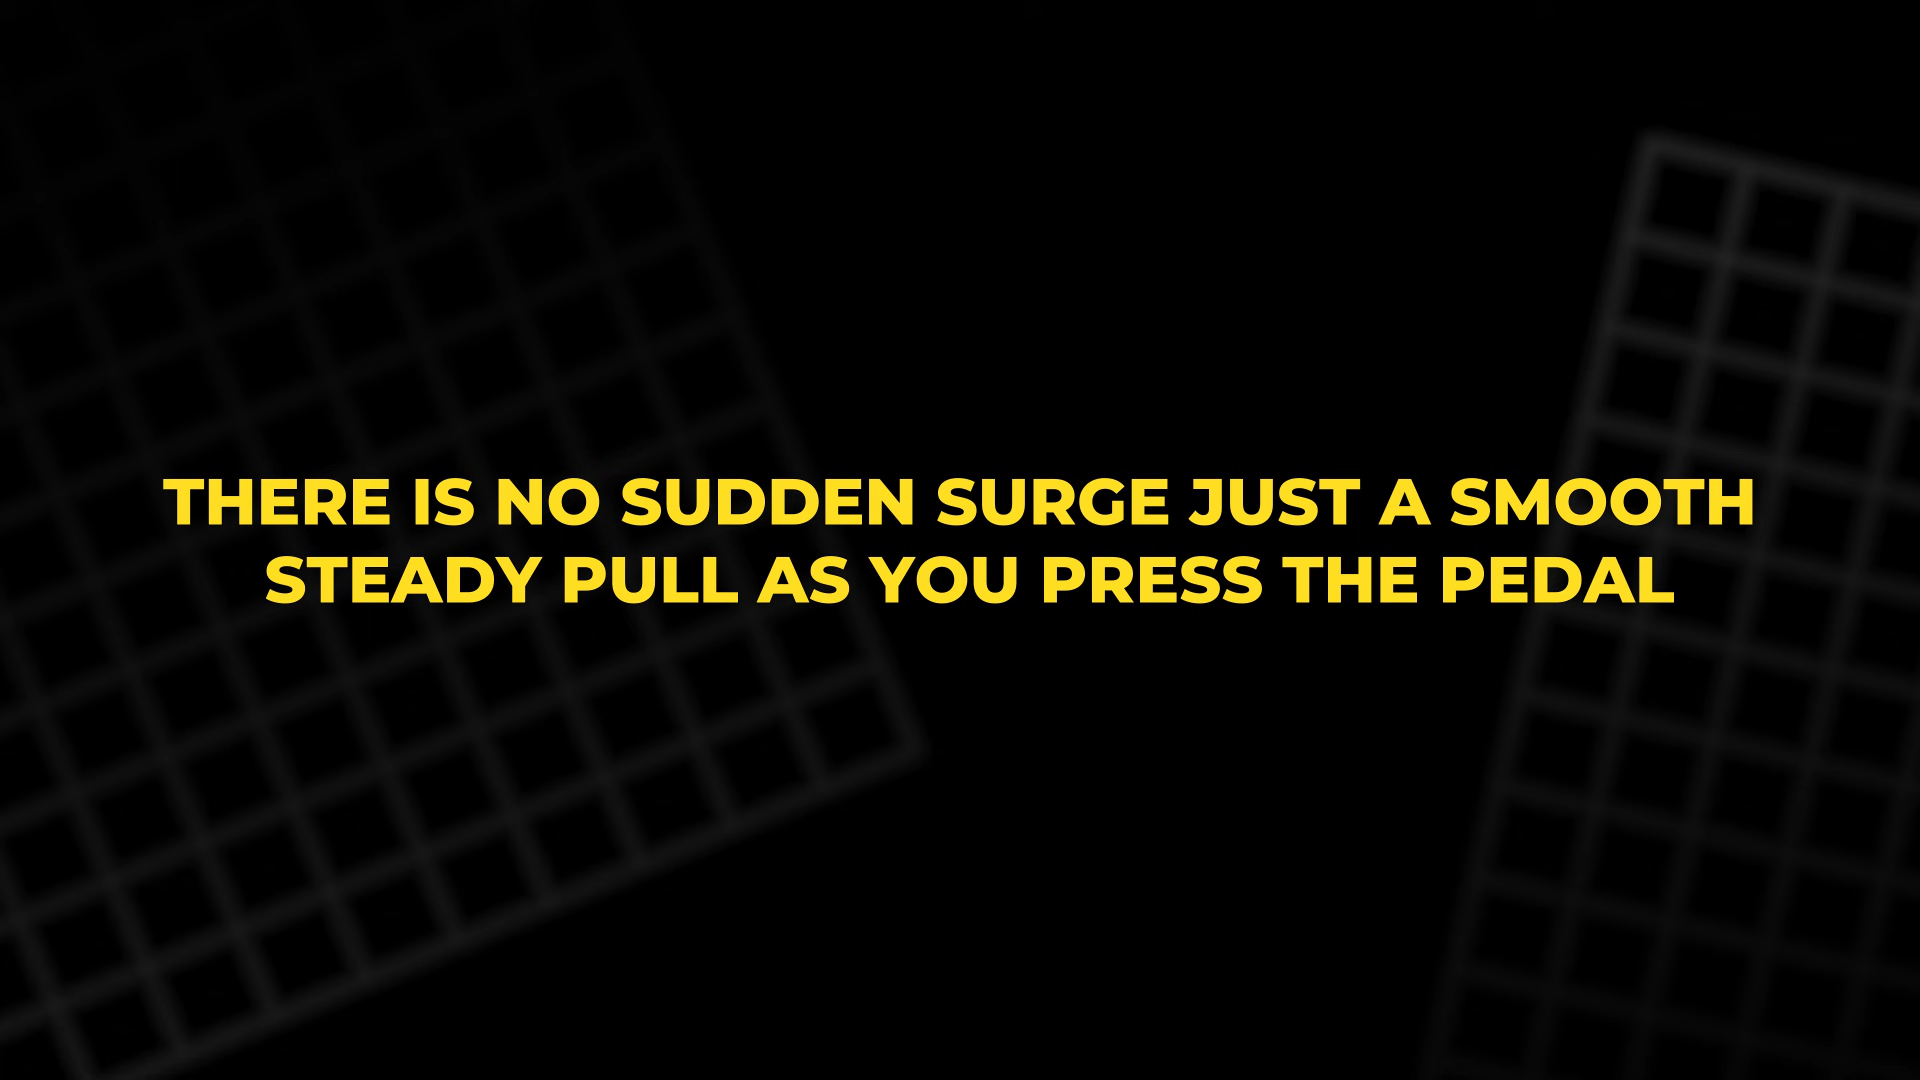 THERE IS NO SUDDEN SURGE JUST A SMOOTH
STEADY PULL AS YOU PRESS THE PEDAL